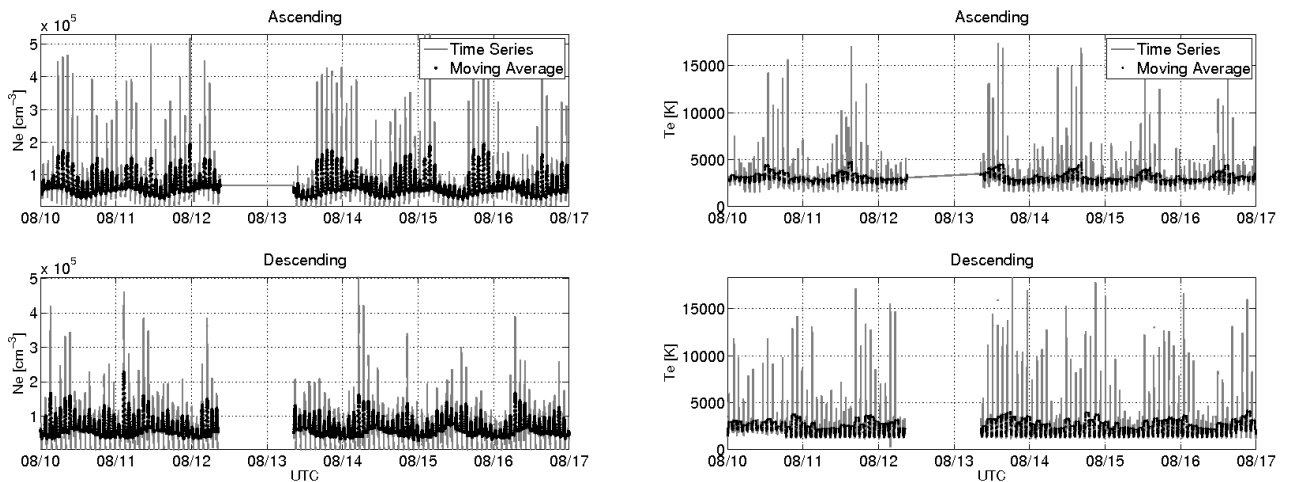 Ascending
x 10⁵
5
4
3
2
1
Ne [cm⁻³]
Time Series
Moving Average
08/10 08/11 08/12 08/13 08/14 08/15 08/16 08/17
Ascending
15000
10000
5000
0
Te [K]
Time Series
Moving Average
08/10 08/11 08/12 08/13 08/14 08/15 08/16 08/17
Descending
x 10⁵
5
4
3
2
1
Ne [cm⁻³]
08/10 08/11 08/12 08/13 08/14 08/15 08/16 08/17
UTC
Descending
15000
10000
5000
0
Te [K]
08/10 08/11 08/12 08/13 08/14 08/15 08/16 08/17
UTC